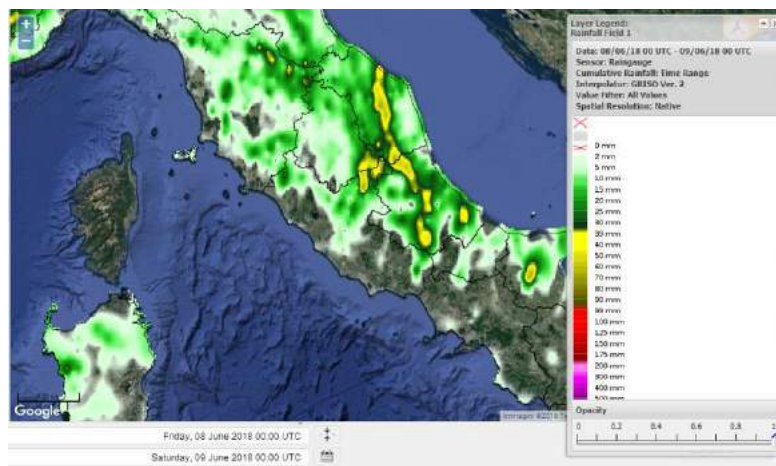 Layer Legend:
Rainfall Field 1
Date: 08/06/18 00 UTC - 09/06/18 00 UTC
Sensor: Raingauge
Cumulative Rainfall: Time Range
Interpolator: GRISO Ver. 2
Value Filter: All Values
Spatial Resolution: Native
0 mm
2 mm
5 mm
10 mm
15 mm
20 mm
25 mm
30 mm
39 mm
40 mm
50 mm
60 mm
70 mm
80 mm
90 mm
99 mm
100 mm
125 mm
150 mm
175 mm
200 mm
300 mm
400 mm
500 mm
Opacity
0 0.2 0.4 0.6 0.8
Google
Friday, 08 June 2018 00:00 UTC
Saturday, 09 June 2018 00:00 UTC